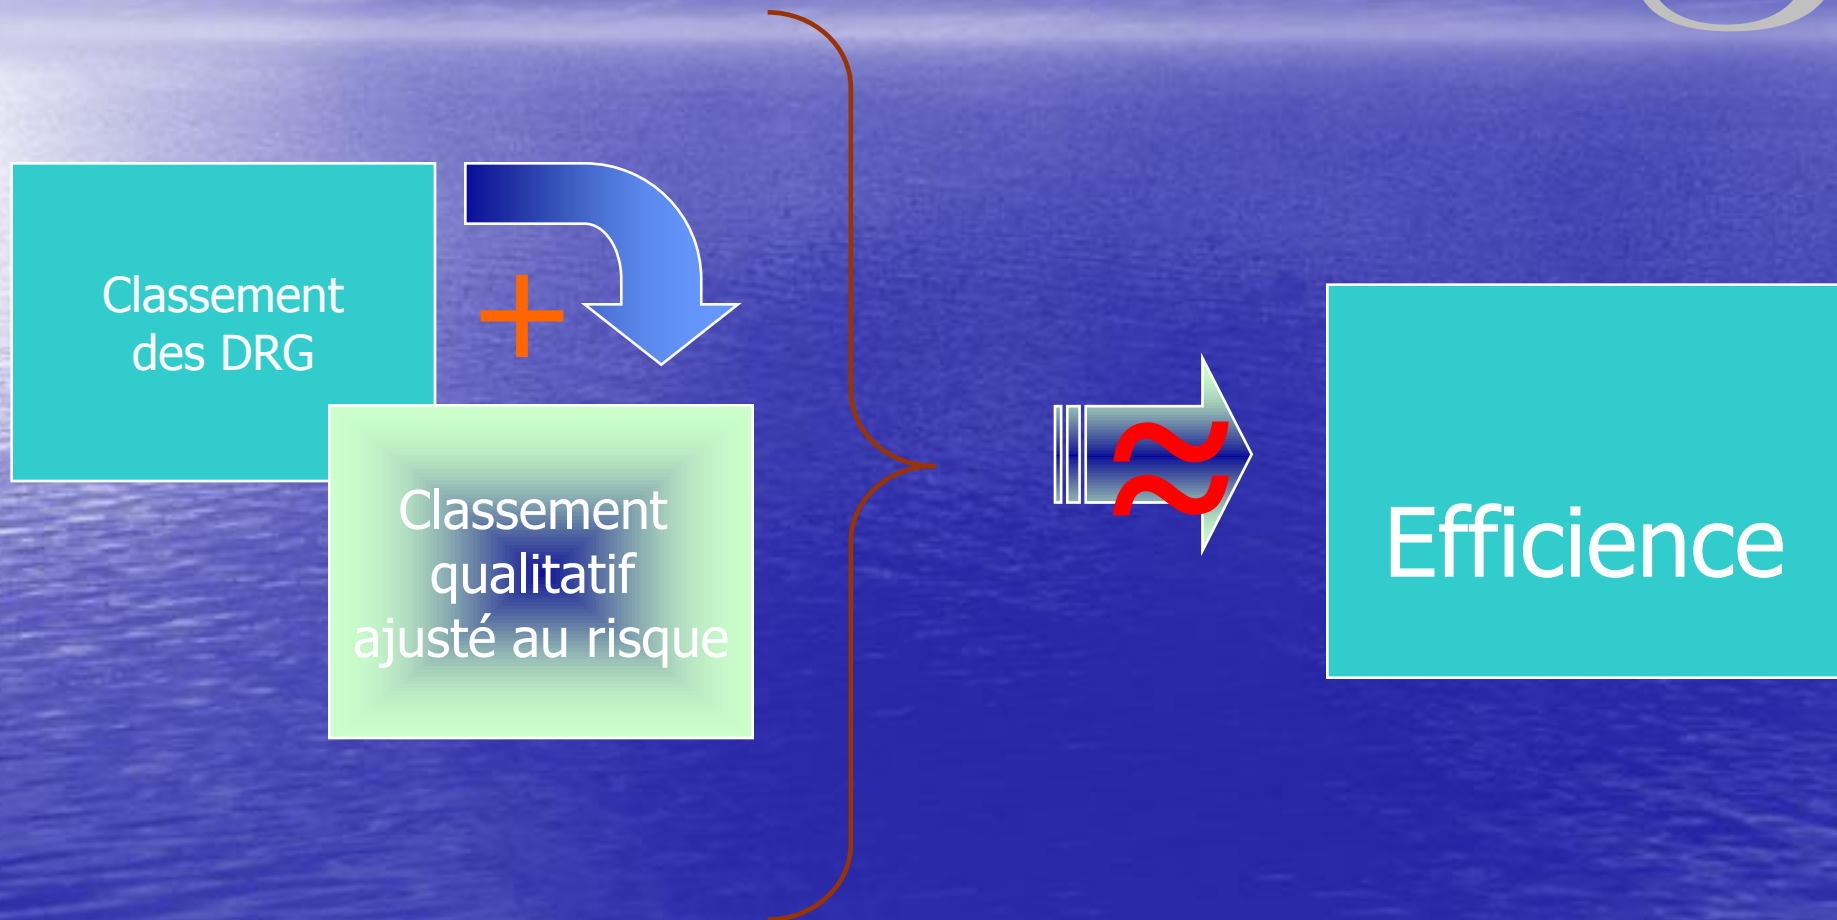 Classement
des DRG
+
Classement
qualitatif
ajusté au risque
≈
Efficience